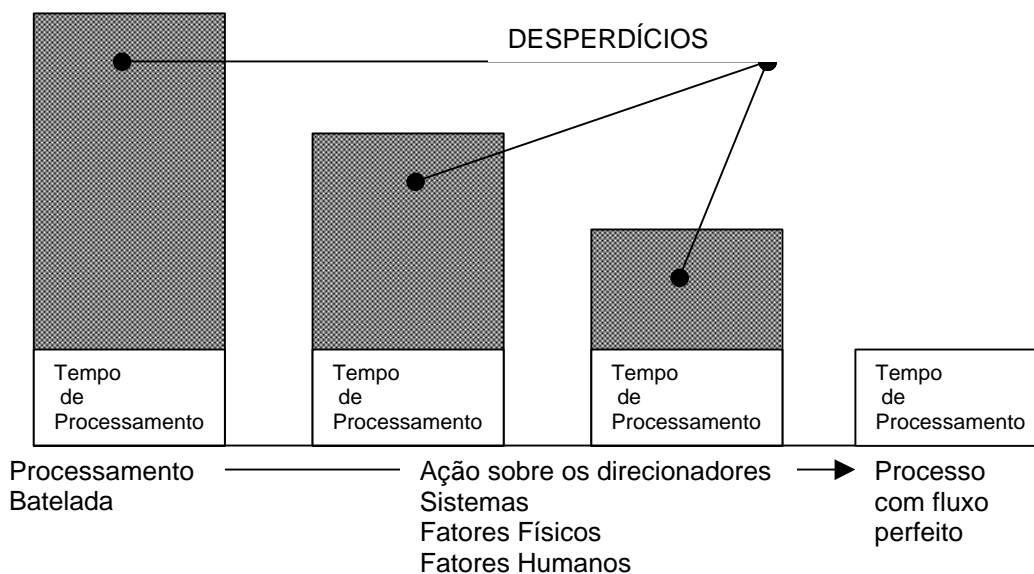 DESPERDÍCIOS
Tempo
de
Processamento
Tempo
de
Processamento
Tempo
de
Processamento
Tempo
de
Processamento
Processamento
Batelada
Ação sobre os direcionadores
Sistemas
Fatores Físicos
Fatores Humanos
Processo
com fluxo
perfeito